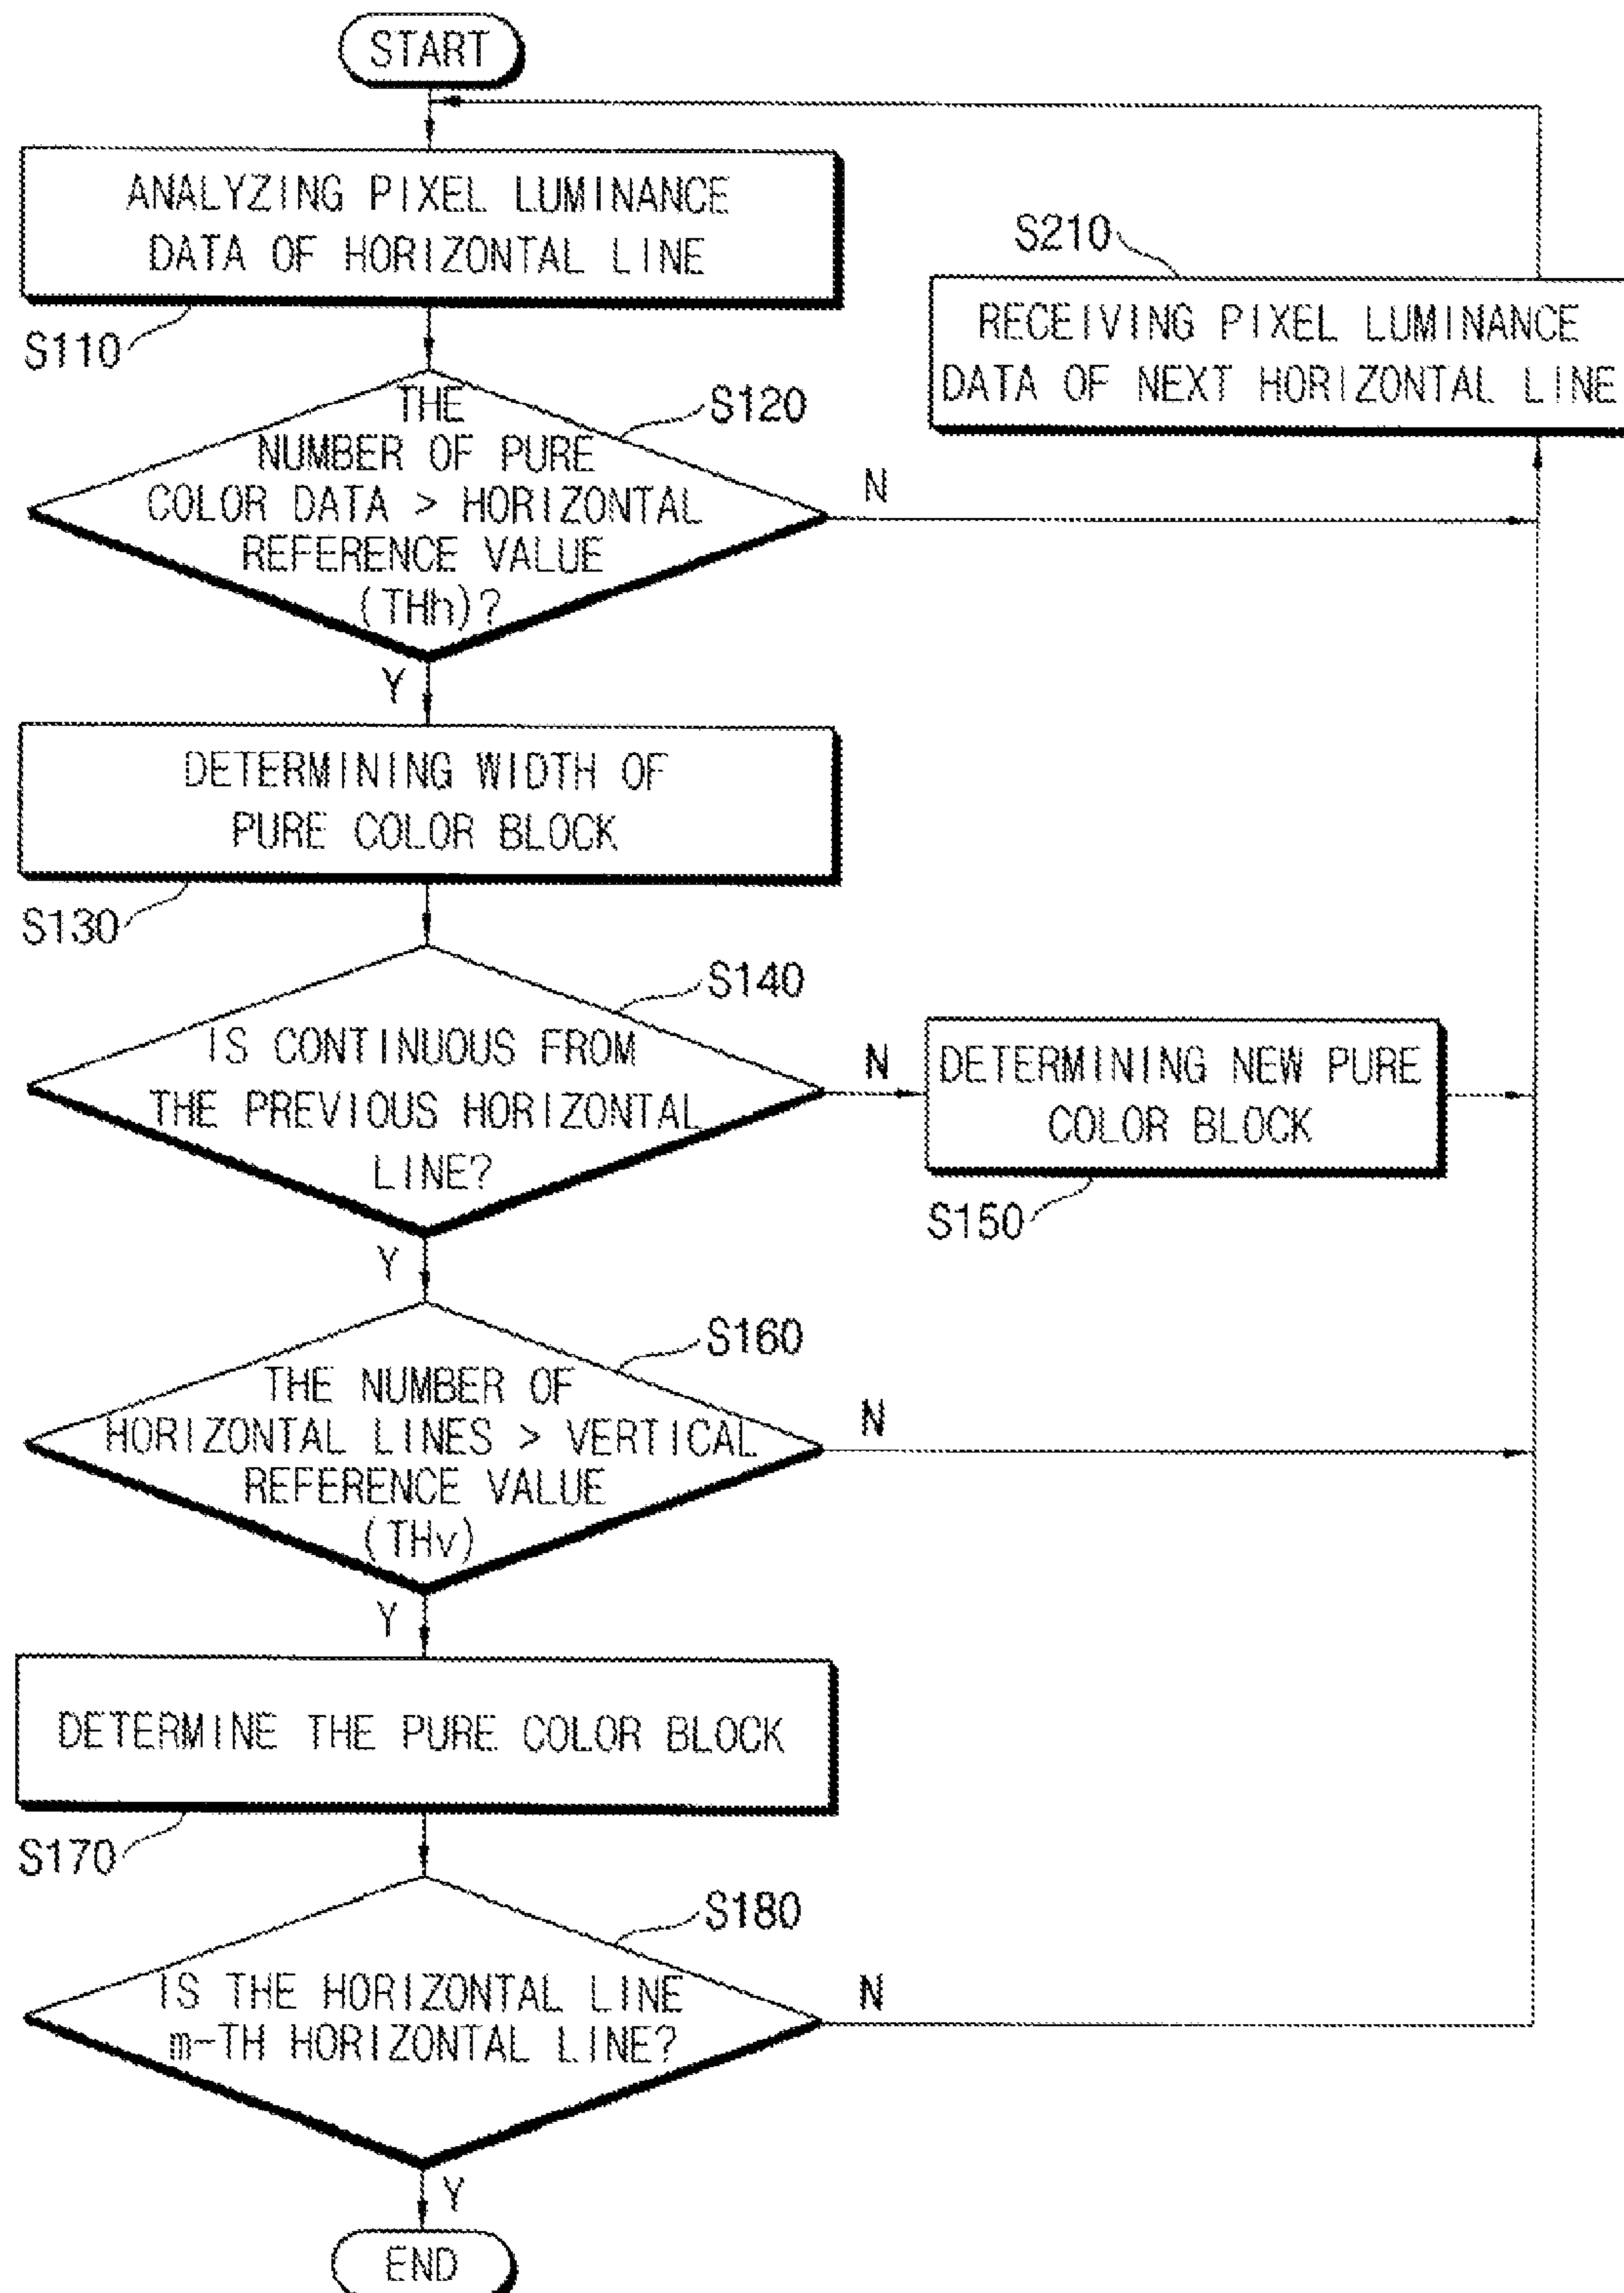 START
ANALYZING PIXEL LUMINANCE
DATA OF HORIZONTAL LINE
S110
S210
RECEIVING PIXEL LUMINANCE
DATA OF NEXT HORIZONTAL LINE
THE
NUMBER OF PURE
COLOR DATA > HORIZONTAL
REFERENCE VALUE
(THh)?
S120
N
Y
DETERMINING WIDTH OF
PURE COLOR BLOCK
S130
S140
IS CONTINUOUS FROM
THE PREVIOUS HORIZONTAL
LINE?
N
DETERMINING NEW PURE
COLOR BLOCK
S150
Y
S160
THE NUMBER OF
HORIZONTAL LINES > VERTICAL
REFERENCE VALUE
(THv)
N
Y
DETERMINE THE PURE COLOR BLOCK
S170
S180
IS THE HORIZONTAL LINE
m-TH HORIZONTAL LINE?
N
Y
END